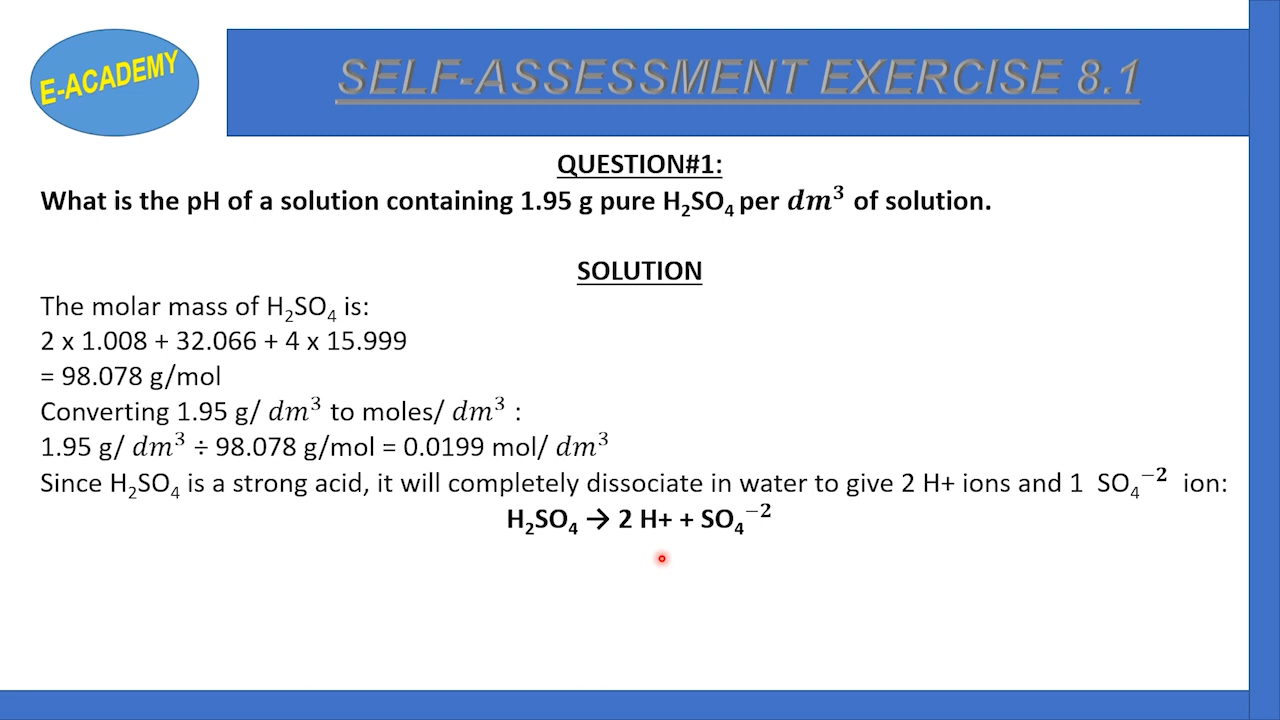 E-ACADEMY
SELF-ASSESSMENT EXERCISE 8.1
QUESTION#1:
What is the pH of a solution containing 1.95 g pure H₂SO₄ per dm³ of solution.
SOLUTION
The molar mass of H₂SO₄ is:
2 x 1.008 + 32.066 + 4 x 15.999
= 98.078 g/mol
Converting 1.95 g/ dm³ to moles/ dm³ :
1.95 g/ dm³ ÷ 98.078 g/mol = 0.0199 mol/ dm³
Since H₂SO₄ is a strong acid, it will completely dissociate in water to give 2 H+ ions and 1 SO₄⁻² ion:
H₂SO₄ → 2 H+ + SO₄⁻²